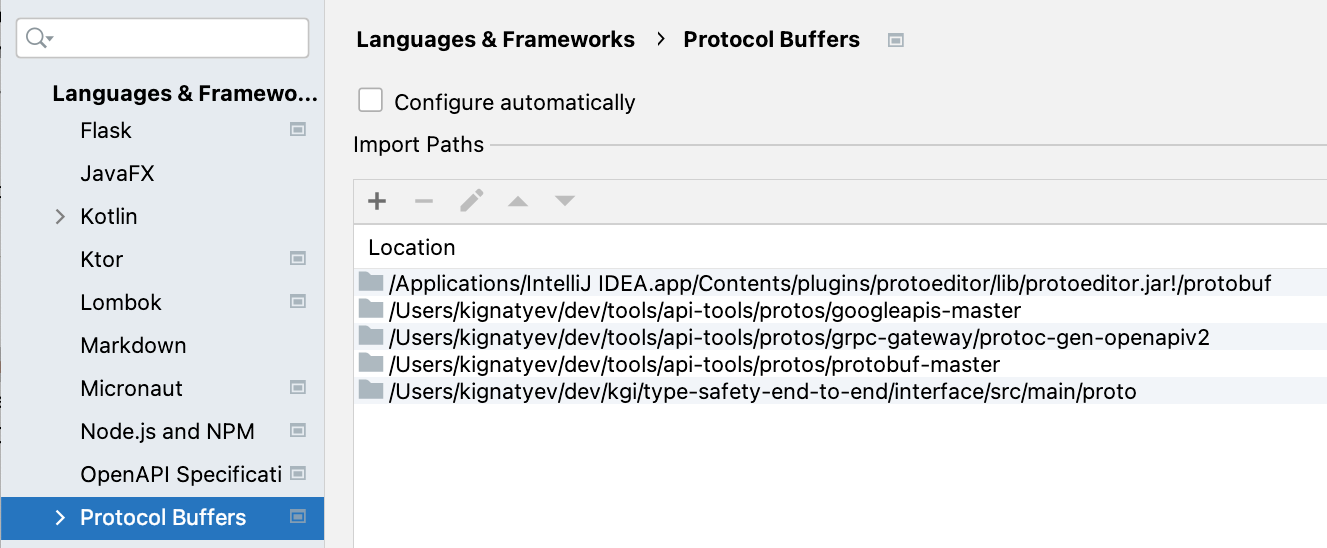 Languages & Framewo...
Flask
JavaFX
Kotlin
Ktor
Lombok
Markdown
Micronaut
Node.js and NPM
OpenAPI Specificati
Protocol Buffers
Languages & Frameworks › Protocol Buffers
Configure automatically
Import Paths
Location
/Applications/IntelliJ IDEA.app/Contents/plugins/protoeditor/lib/protoeditor.jar!/protobuf
/Users/kignatyev/dev/tools/api-tools/protos/googleapis-master
/Users/kignatyev/dev/tools/api-tools/protos/grpc-gateway/protoc-gen-openapiv2
/Users/kignatyev/dev/tools/api-tools/protos/protobuf-master
/Users/kignatyev/dev/kgi/type-safety-end-to-end/interface/src/main/proto